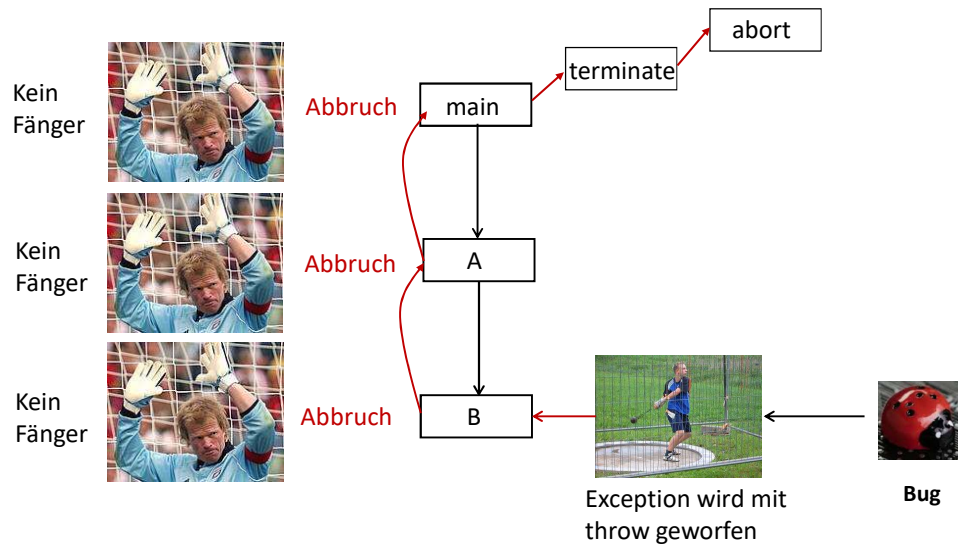 abort
terminate
Kein
Fänger
Abbruch
main
Kein
Fänger
Abbruch
A
Kein
Fänger
Abbruch
B
Exception wird mit
throw geworfen
Bug